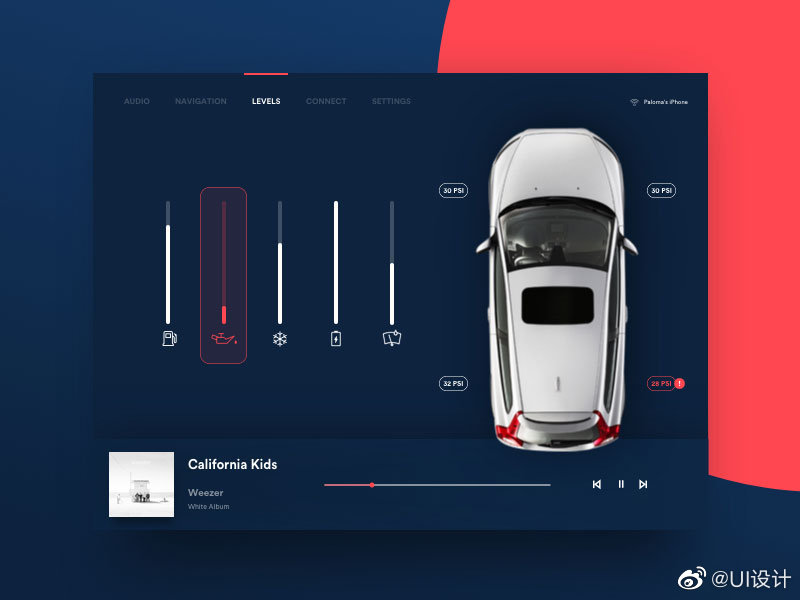 AUDIO
NAVIGATION
LEVELS
CONNECT
SETTINGS
Paloma's iPhone
30 PSI
30 PSI
32 PSI
28 PSI
!
California Kids
Weezer
White Album
@UI设计